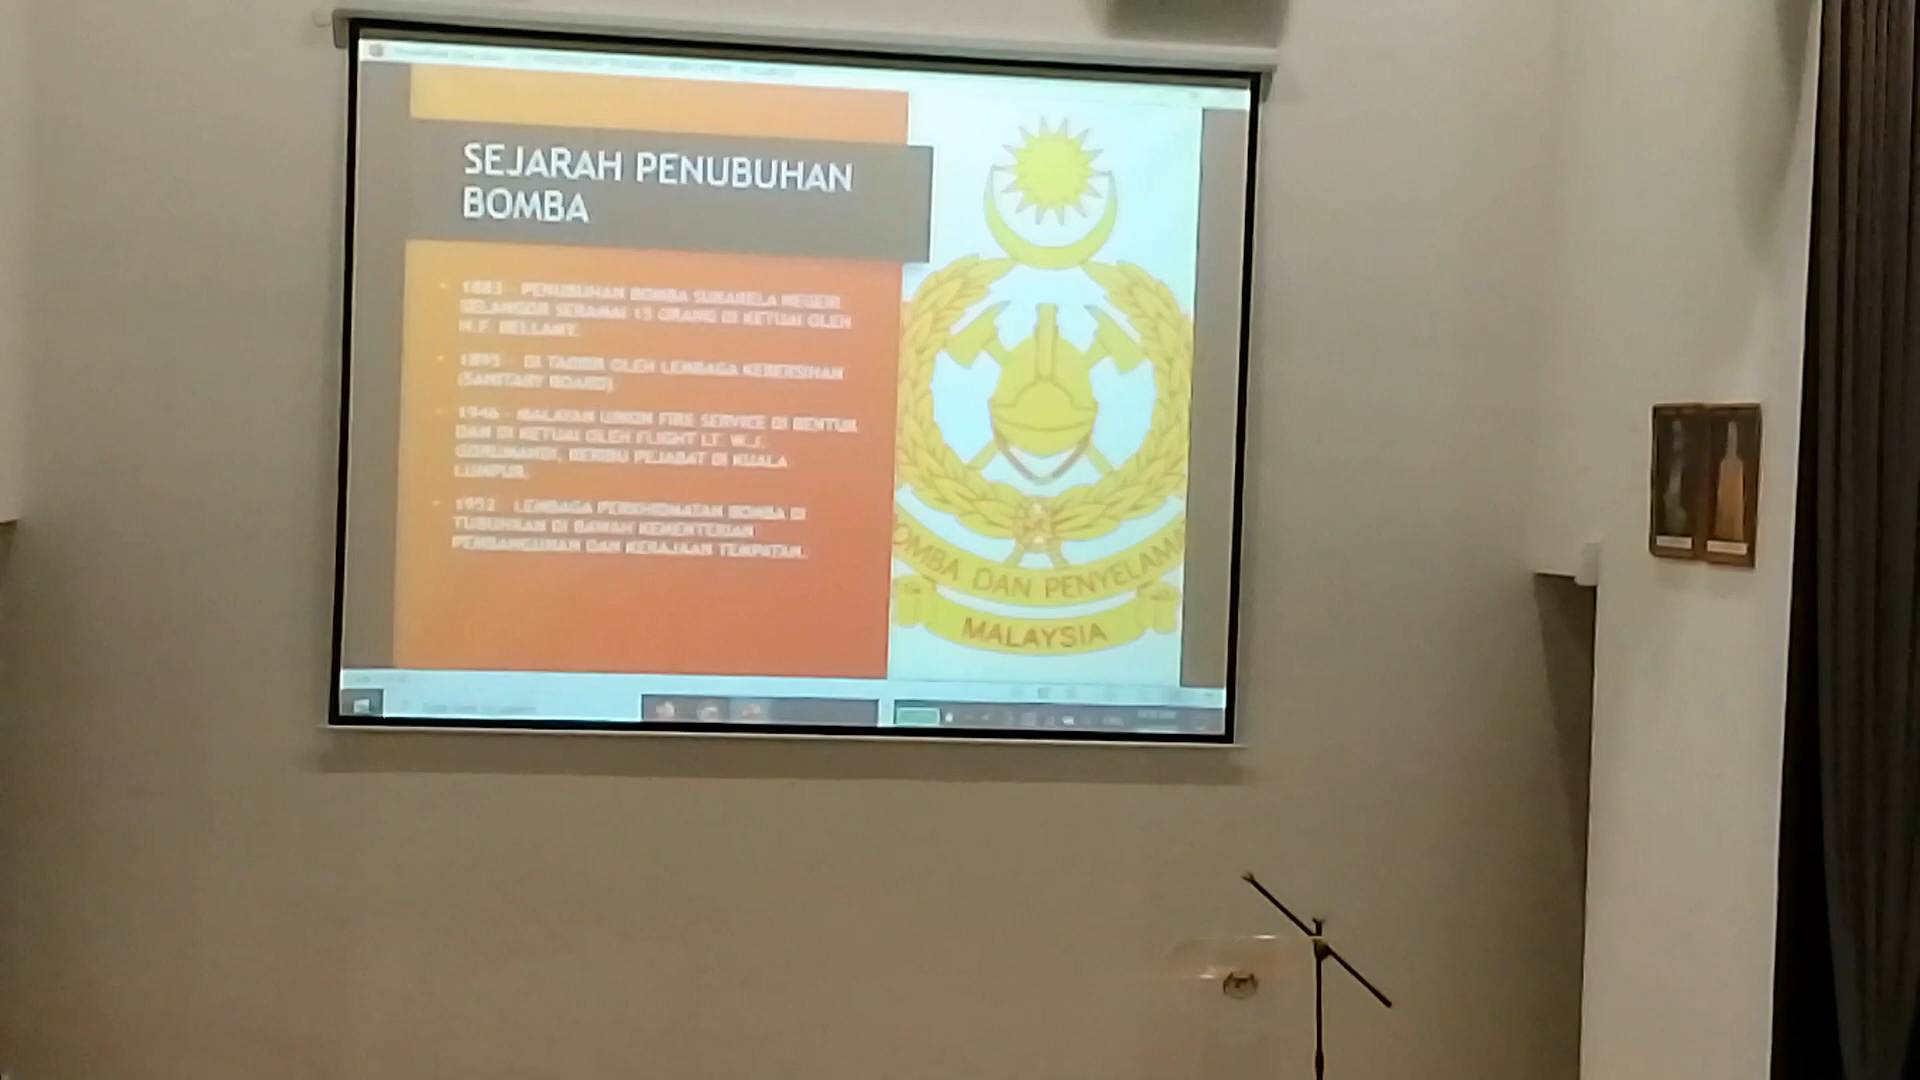 SEJARAH PENUBUHAN
BOMBA
1883 - PENUBUHAN BOMBA SUKARELA NEGERI
SELANGOR SERAMAI 15 ORANG DI KETUAI OLEH
H.F. BELLAMY.
1895 - DI TADBIR OLEH LEMBAGA KEBERSIHAN
(SANITARY BOARD)
1946 - MALAYAN UNION FIRE SERVICE DI BENTUK
DAN DI KETUAI OLEH FLIGHT LT. W.J.
BERIBU PEJABAT DI KUALA
LUMPUR.
1952 - LEMBAGA PERKHIDMATAN BOMBA DI
TUBUHKAN DI BAWAH KEMENTERIAN
PEMBANGUNAN DAN KERAJAAN TEMPATAN.
OMBA DAN PENYELAMA
MALAYSIA